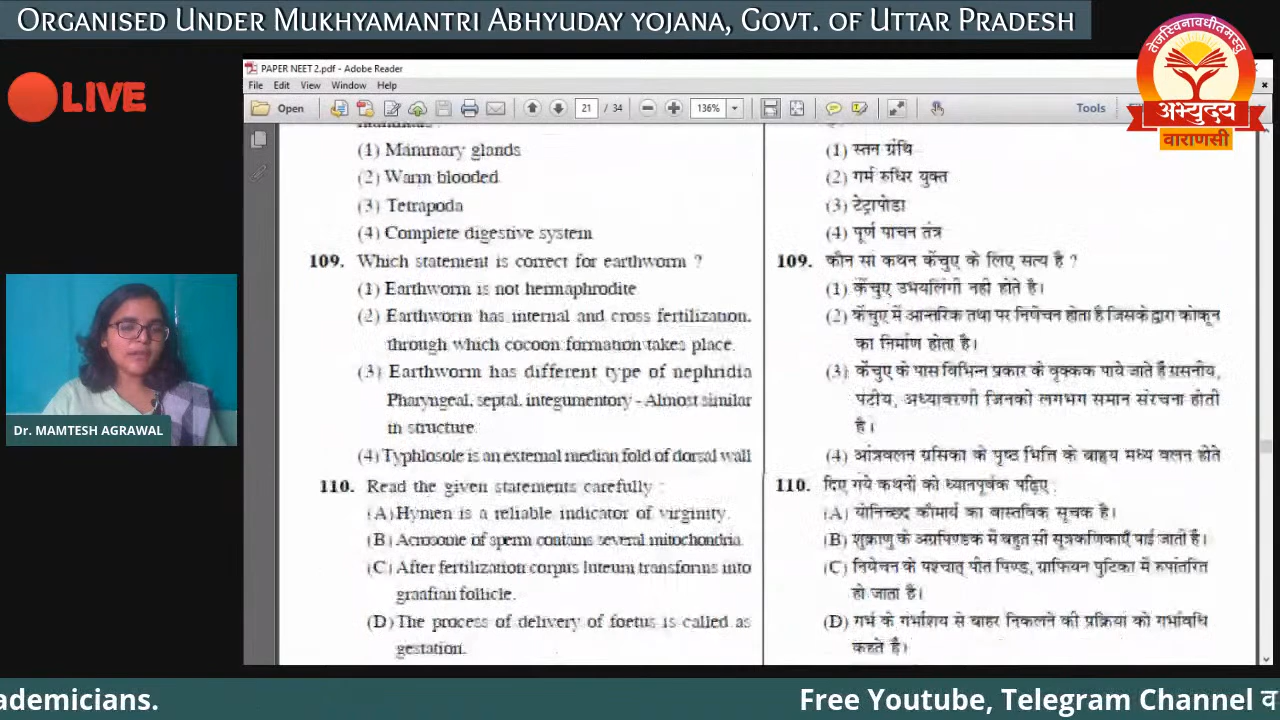 ORGANISED UNDER MUKHYAMANTRI ABHYUDAY YOJANA, GOVT. OF UTTAR PRADESH
तेजस्विनावधीतमस्तु
अभ्युदय
वाराणसी
LIVE
PAPER NEET 2.pdf - Adobe Reader
File Edit View Window Help
Open 21 / 34 136% Tools
(1) Mammary glands
(2) Warm blooded
(3) Tetrapoda
(4) Complete digestive system
109. Which statement is correct for earthworm ?
(1) Earthworm is not hermaphrodite
(2) Earthworm has internal and cross fertilization.
through which cocoon formation takes place.
(3) Earthworm has different type of nephridia
Pharyngeal, septal, integumentory - Almost similar
in structure.
(4) Typhlosole is an external median fold of dorsal wall
110. Read the given statements carefully :
(A) Hymen is a reliable indicator of virginity.
(B) Acrosome of sperm contains several mitochondria.
(C) After fertilization corpus luteum transforms into
graafian follicle.
(D) The process of delivery of foetus is called as
gestation.
(1) स्तन ग्रंथि
(2) गर्म रुधिर युक्त
(3) टेट्रापोडा
(4) पूर्ण पाचन तंत्र
109. कौन सा कथन केंचुए के लिए सत्य है ?
(1) केंचुए उभयलिंगी नही होते है।
(2) केंचुए में आन्तरिक तथा पर निषेचन होता है जिसके द्वारा कोकून
का निर्माण होता है।
(3) केंचुए के पास विभिन्न प्रकार के वृक्कक पाये जाते हैं ग्रसनीय,
पटीय, अध्यावरणी जिनको लगभग समान संरचना होती
है।
(4) आंत्रवलन ग्रसिका के पृष्ठ भित्ति के बाहय मध्य वलन होते
110. दिए गये कथनों को ध्यानपूर्वक पढ़िए :
(A) योनिच्छद कौमार्य का वास्तविक सूचक है।
(B) शुक्राणु के अग्रपिण्डक में बहुत सी सूत्रकणिकाएँ पाई जाती है।
(C) निषेचन के पश्चात् पीत पिण्ड, ग्राफियन पुटिका में रुपांतरित
हो जाता है।
(D) गर्भ के गर्भाशय से बाहर निकलने की प्रक्रिया को गर्भावधि
कहते है।
Dr. MAMTESH AGRAWAL
ademicians.
Free Youtube, Telegram Channel व